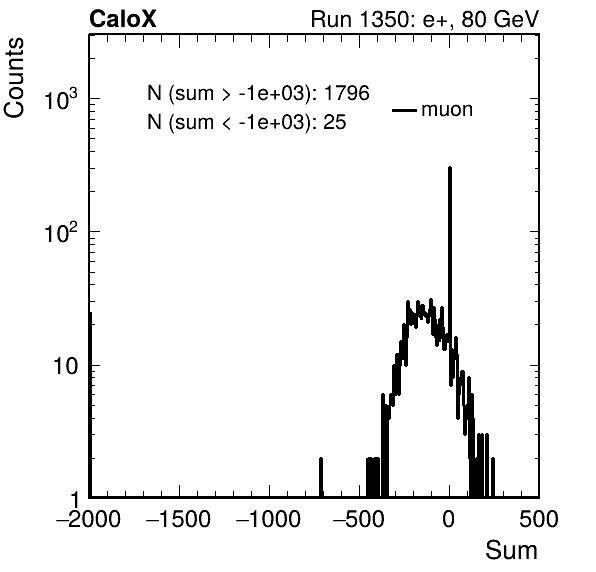 CaloX Run 1350: e+, 80 GeV
Counts
N (sum > -1e+03): 1796
N (sum < -1e+03): 25
muon
10³
10²
10
1
−2000 −1500 −1000 −500 0 500
Sum